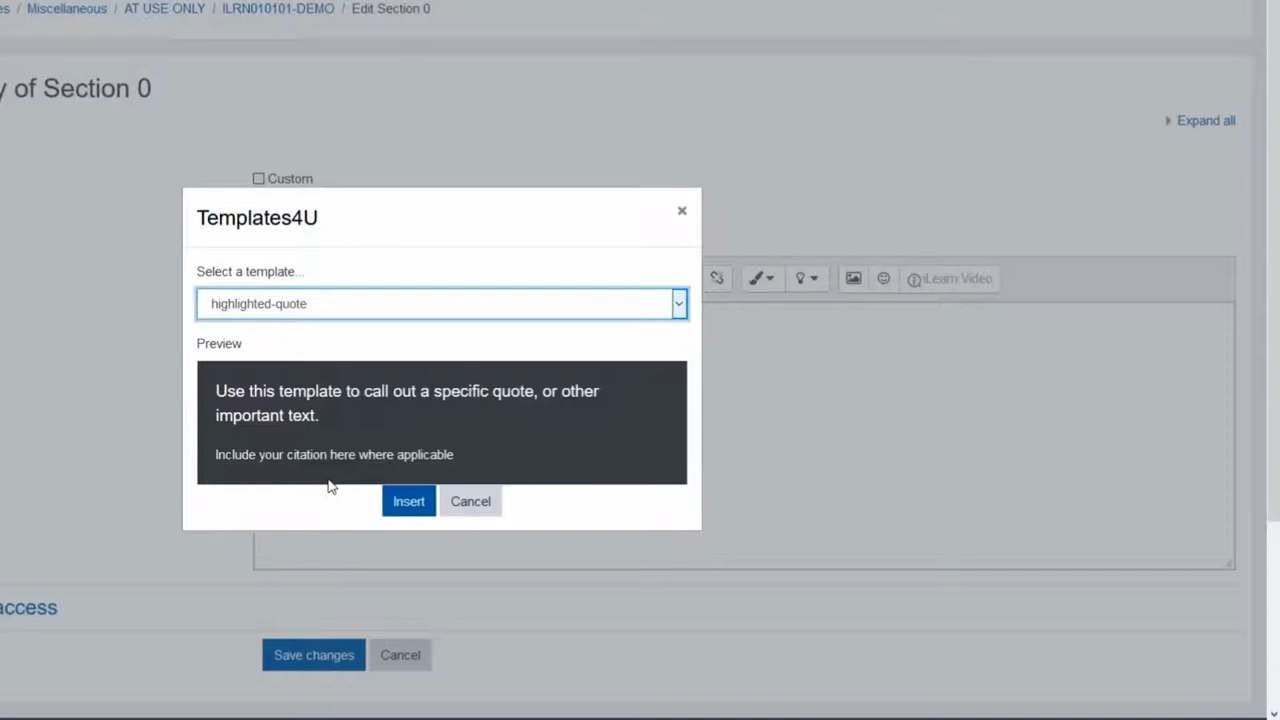 es / Miscellaneous / AT USE ONLY / ILRN010101-DEMO / Edit Section 0
y of Section 0
Expand all
Custom
Templates4U
×
Select a template...
iLearn Video
highlighted-quote
Preview
Use this template to call out a specific quote, or other
important text.
Include your citation here where applicable
Insert Cancel
access
Save changes Cancel